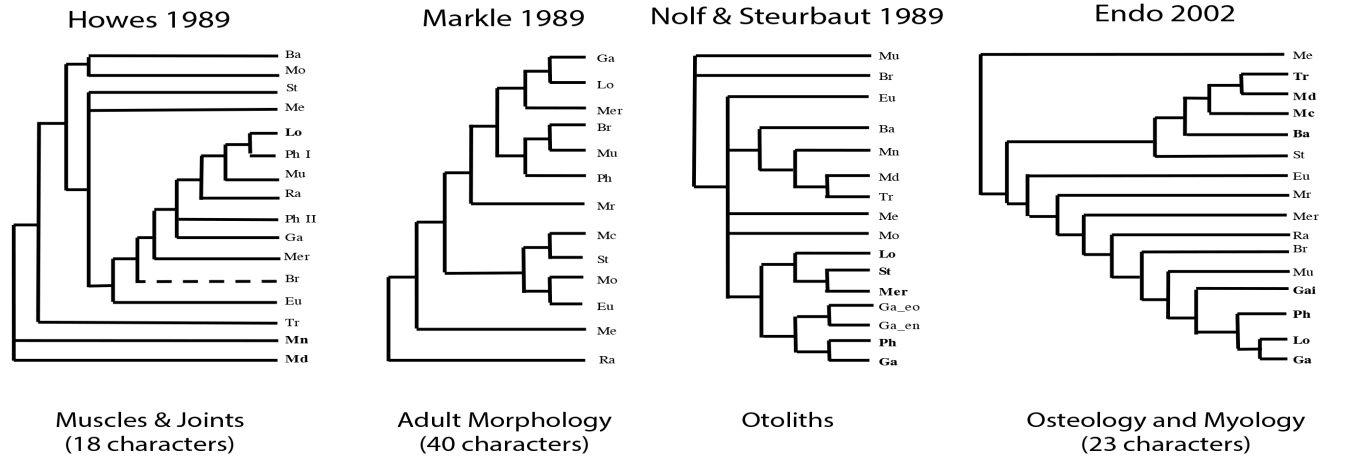 Howes 1989
Ba
Mo
St
Me
Lo
Ph I
Mu
Ra
Ph II
Ga
Mer
Br
Eu
Tr
Mn
Md
Muscles & Joints
(18 characters)
Markle 1989
Ga
Lo
Mer
Br
Mu
Ph
Mr
Mc
St
Mo
Eu
Me
Ra
Adult Morphology
(40 characters)
Nolf & Steurbaut 1989
Mu
Br
Eu
Ba
Mn
Md
Tr
Me
Mo
Lo
St
Mer
Ga_eo
Ga_en
Ph
Ga
Otoliths
Endo 2002
Me
Tr
Md
Mc
Ba
St
Eu
Mr
Mer
Ra
Br
Mu
Gai
Ph
Lo
Ga
Osteology and Myology
(23 characters)